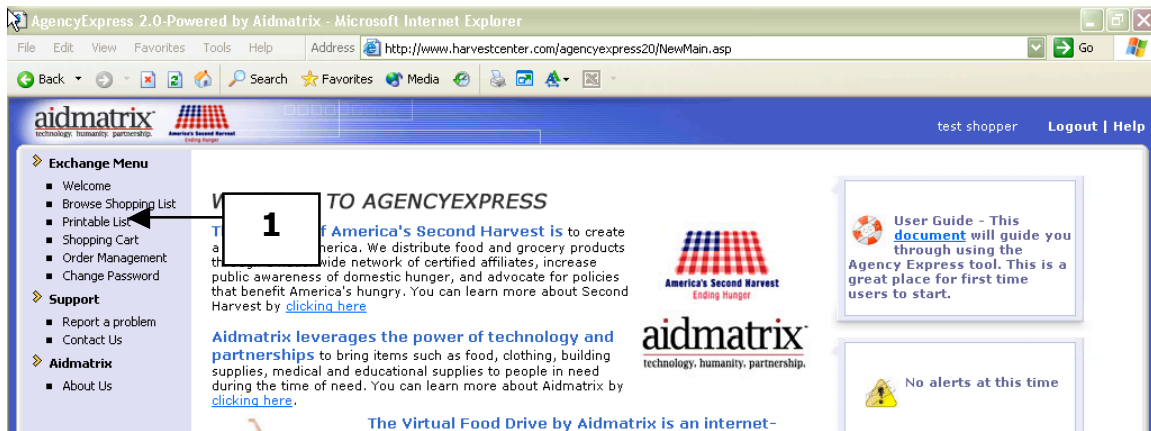 AgencyExpress 2.0-Powered by Aidmatrix - Microsoft Internet Explorer
File Edit View Favorites Tools Help Address http://www.harvestcenter.com/agencyexpress20/NewMain.asp Go
Back Search Favorites Media
aidmatrix
technology. humanity. partnership.
America's Second Harvest
Ending Hunger
test shopper Logout | Help
Exchange Menu
Welcome
Browse Shopping List
Printable List
Shopping Cart
Order Management
Change Password
Support
Report a problem
Contact Us
Aidmatrix
About Us
1
TO AGENCYEXPRESS
of America's Second Harvest is to create
a America. We distribute food and grocery products
wide network of certified affiliates, increase
public awareness of domestic hunger, and advocate for policies
that benefit America's hungry. You can learn more about Second
Harvest by clicking here
Aidmatrix leverages the power of technology and
partnerships to bring items such as food, clothing, building
supplies, medical and educational supplies to people in need
during the time of need. You can learn more about Aidmatrix by
clicking here.
The Virtual Food Drive by Aidmatrix is an internet-
America's Second Harvest
Ending Hunger
aidmatrix
technology, humanity, partnership.
User Guide - This
document will guide you
through using the
Agency Express tool. This is a
great place for first time
users to start.
No alerts at this time